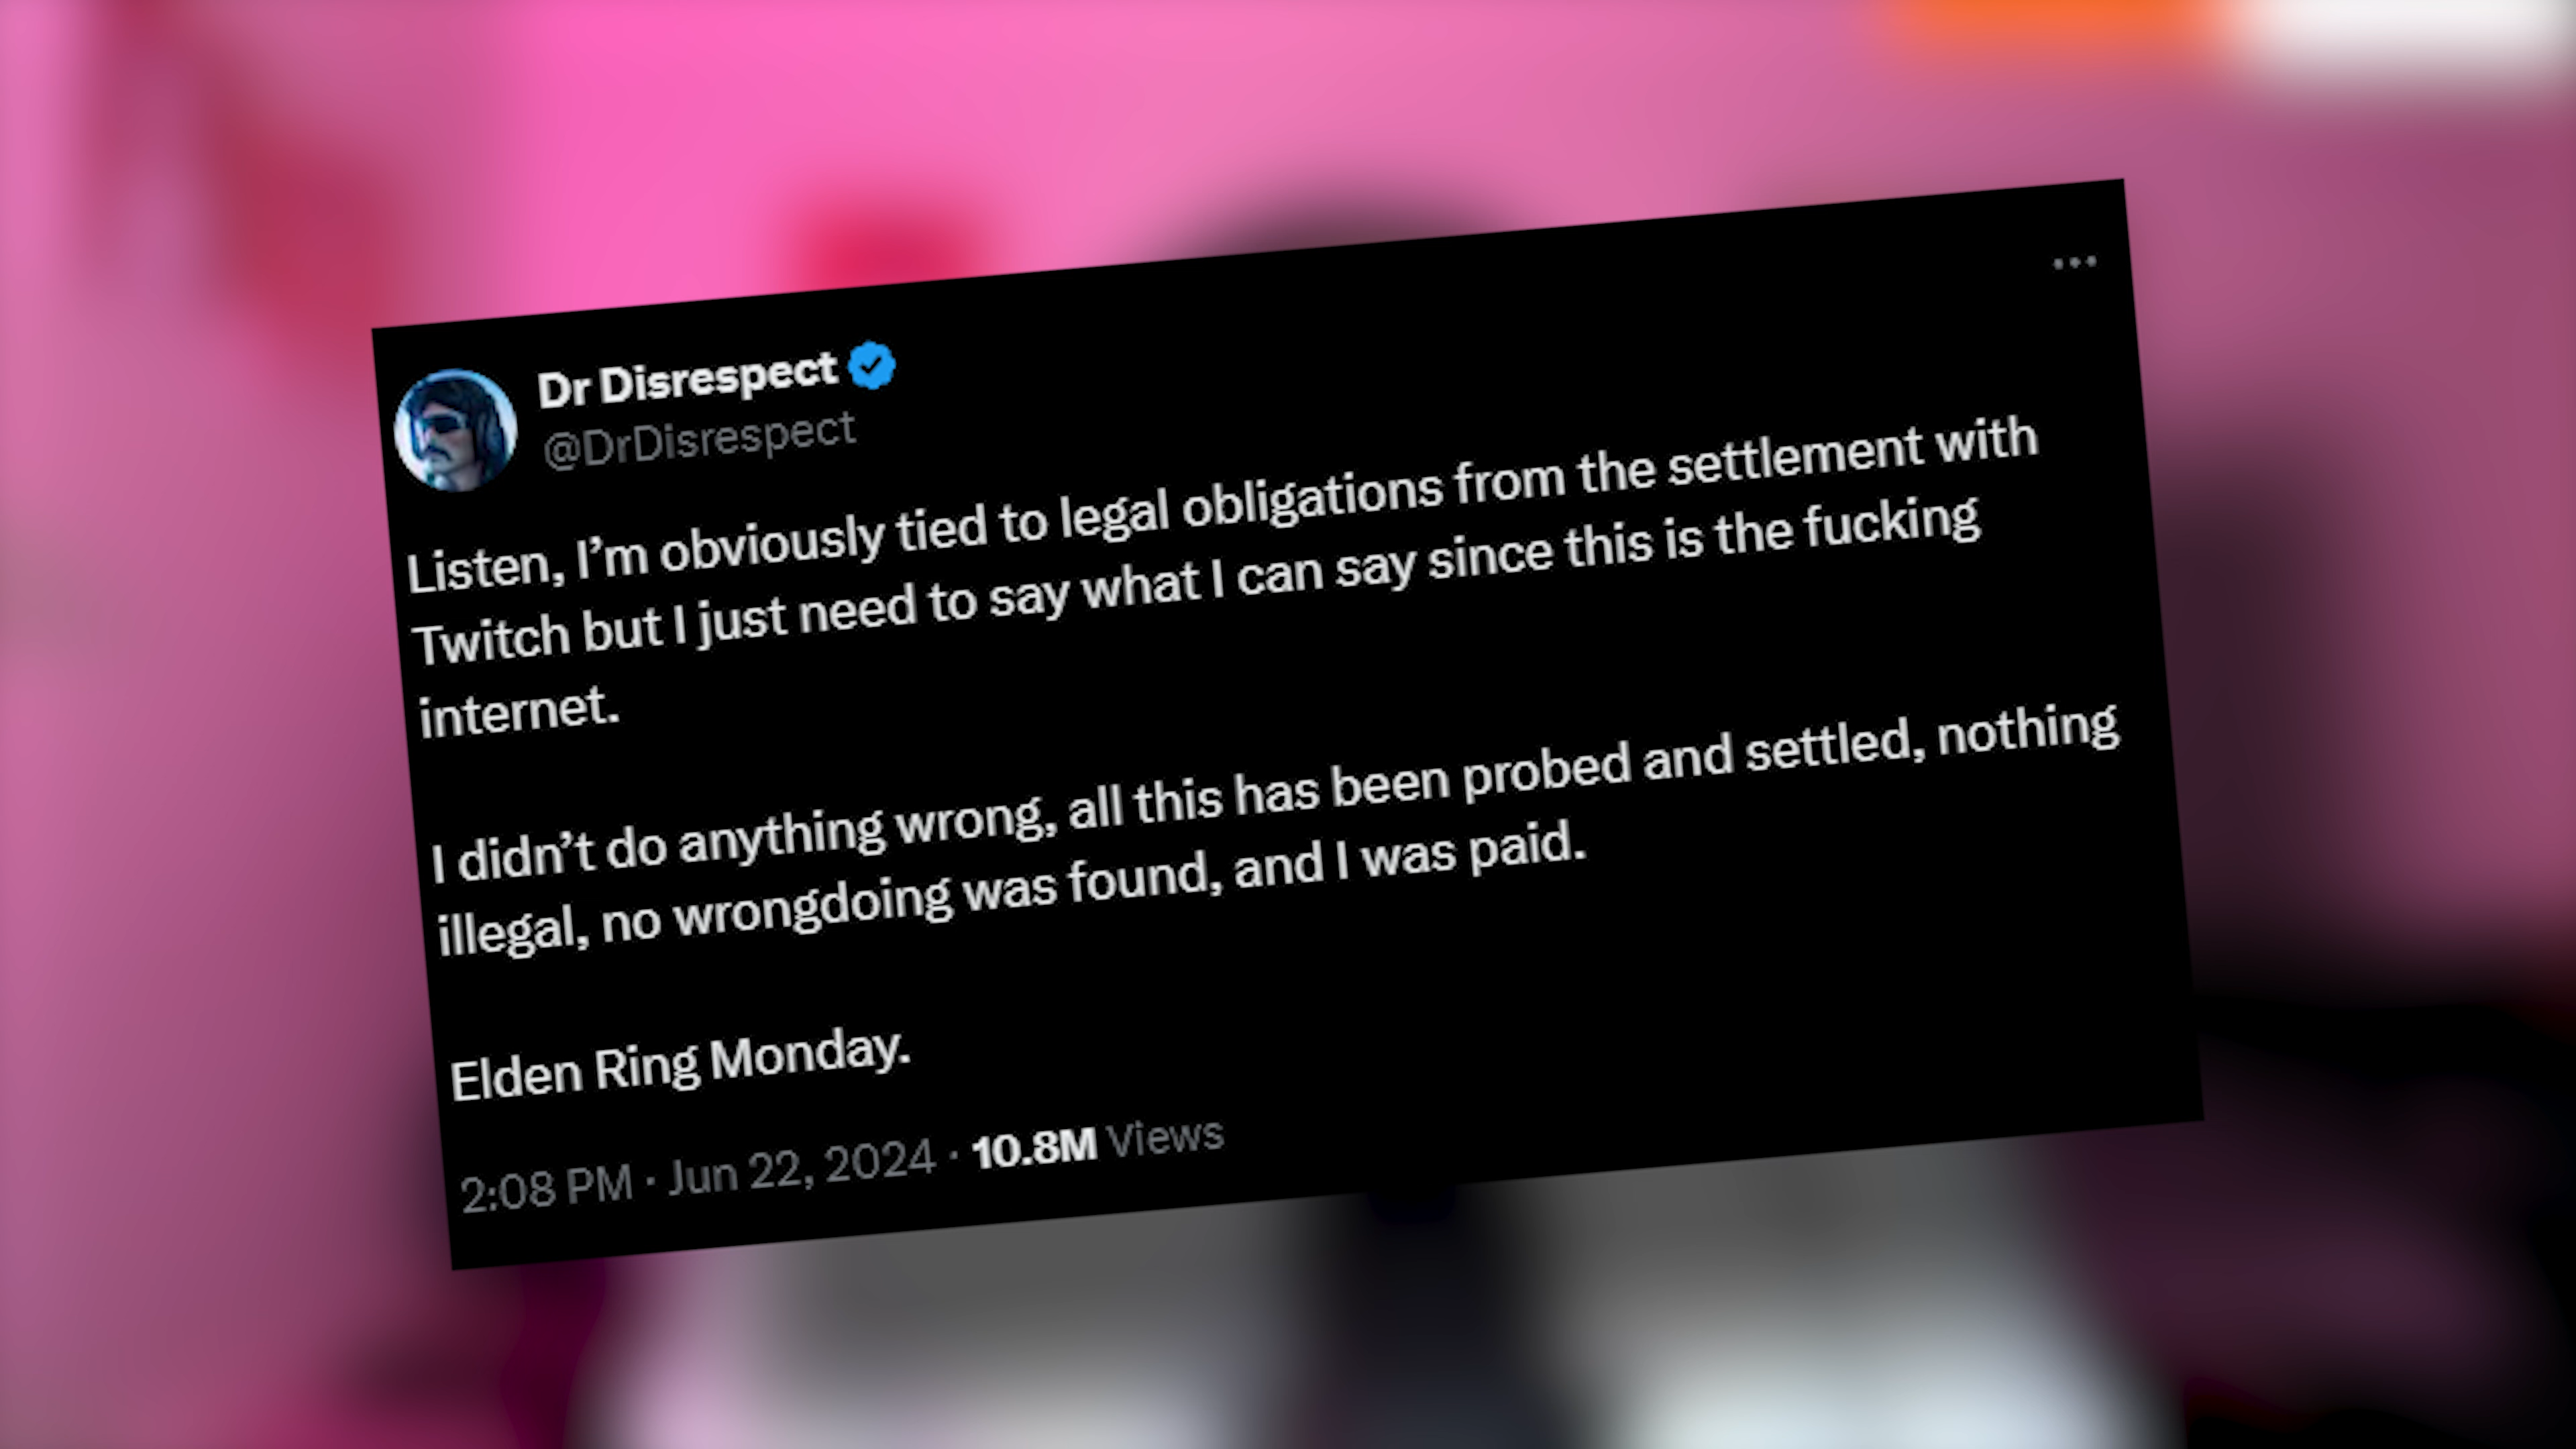 Dr Disrespect
@DrDisrespect
Listen, I’m obviously tied to legal obligations from the settlement with
Twitch but I just need to say what I can say since this is the fucking
internet.
I didn’t do anything wrong, all this has been probed and settled, nothing
illegal, no wrongdoing was found, and I was paid.
Elden Ring Monday.
2:08 PM · Jun 22, 2024 · 10.8M Views